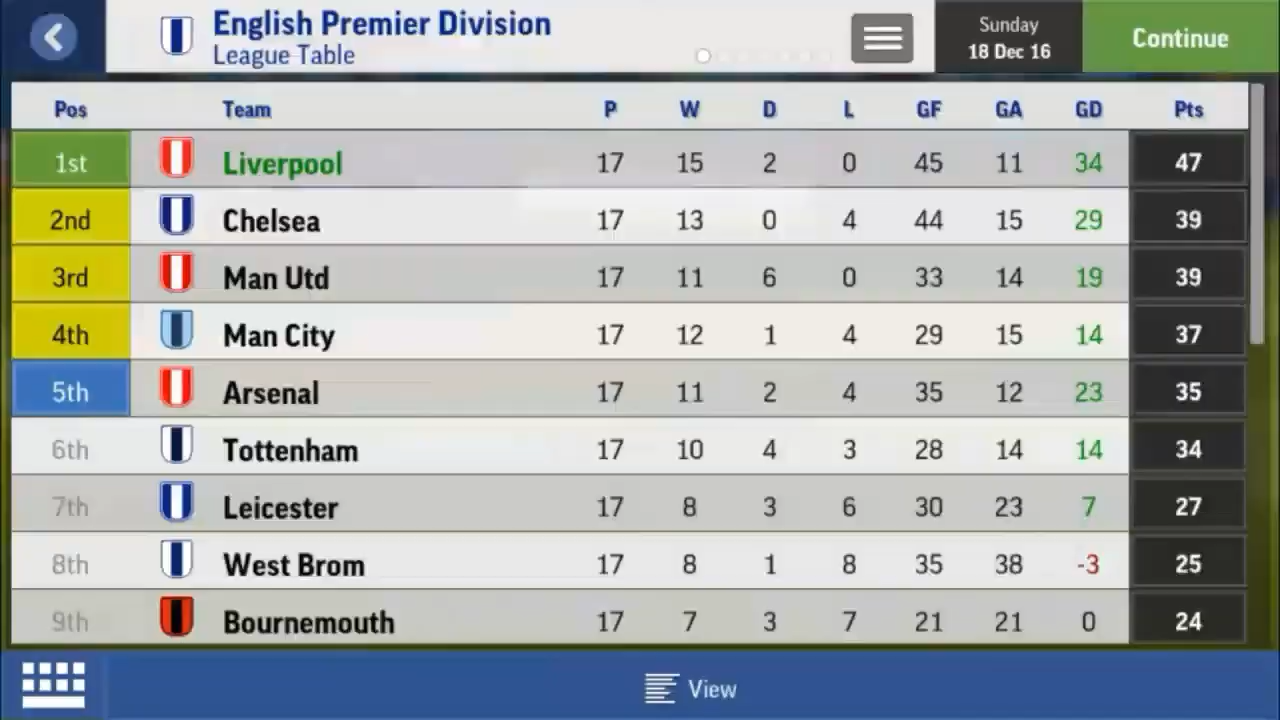 English Premier Division
League Table
Sunday
18 Dec 16
Continue
Pos Team P W D L GF GA GD Pts
1st Liverpool 17 15 2 0 45 11 34 47
2nd Chelsea 17 13 0 4 44 15 29 39
3rd Man Utd 17 11 6 0 33 14 19 39
4th Man City 17 12 1 4 29 15 14 37
5th Arsenal 17 11 2 4 35 12 23 35
6th Tottenham 17 10 4 3 28 14 14 34
7th Leicester 17 8 3 6 30 23 7 27
8th West Brom 17 8 1 8 35 38 -3 25
9th Bournemouth 17 7 3 7 21 21 0 24
View